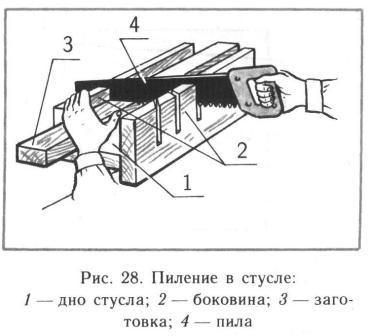 4
3
2
1
Рис. 28. Пиление в стусле:
1 — дно стусла; 2 — боковина; 3 — заго-
товка; 4 — пила